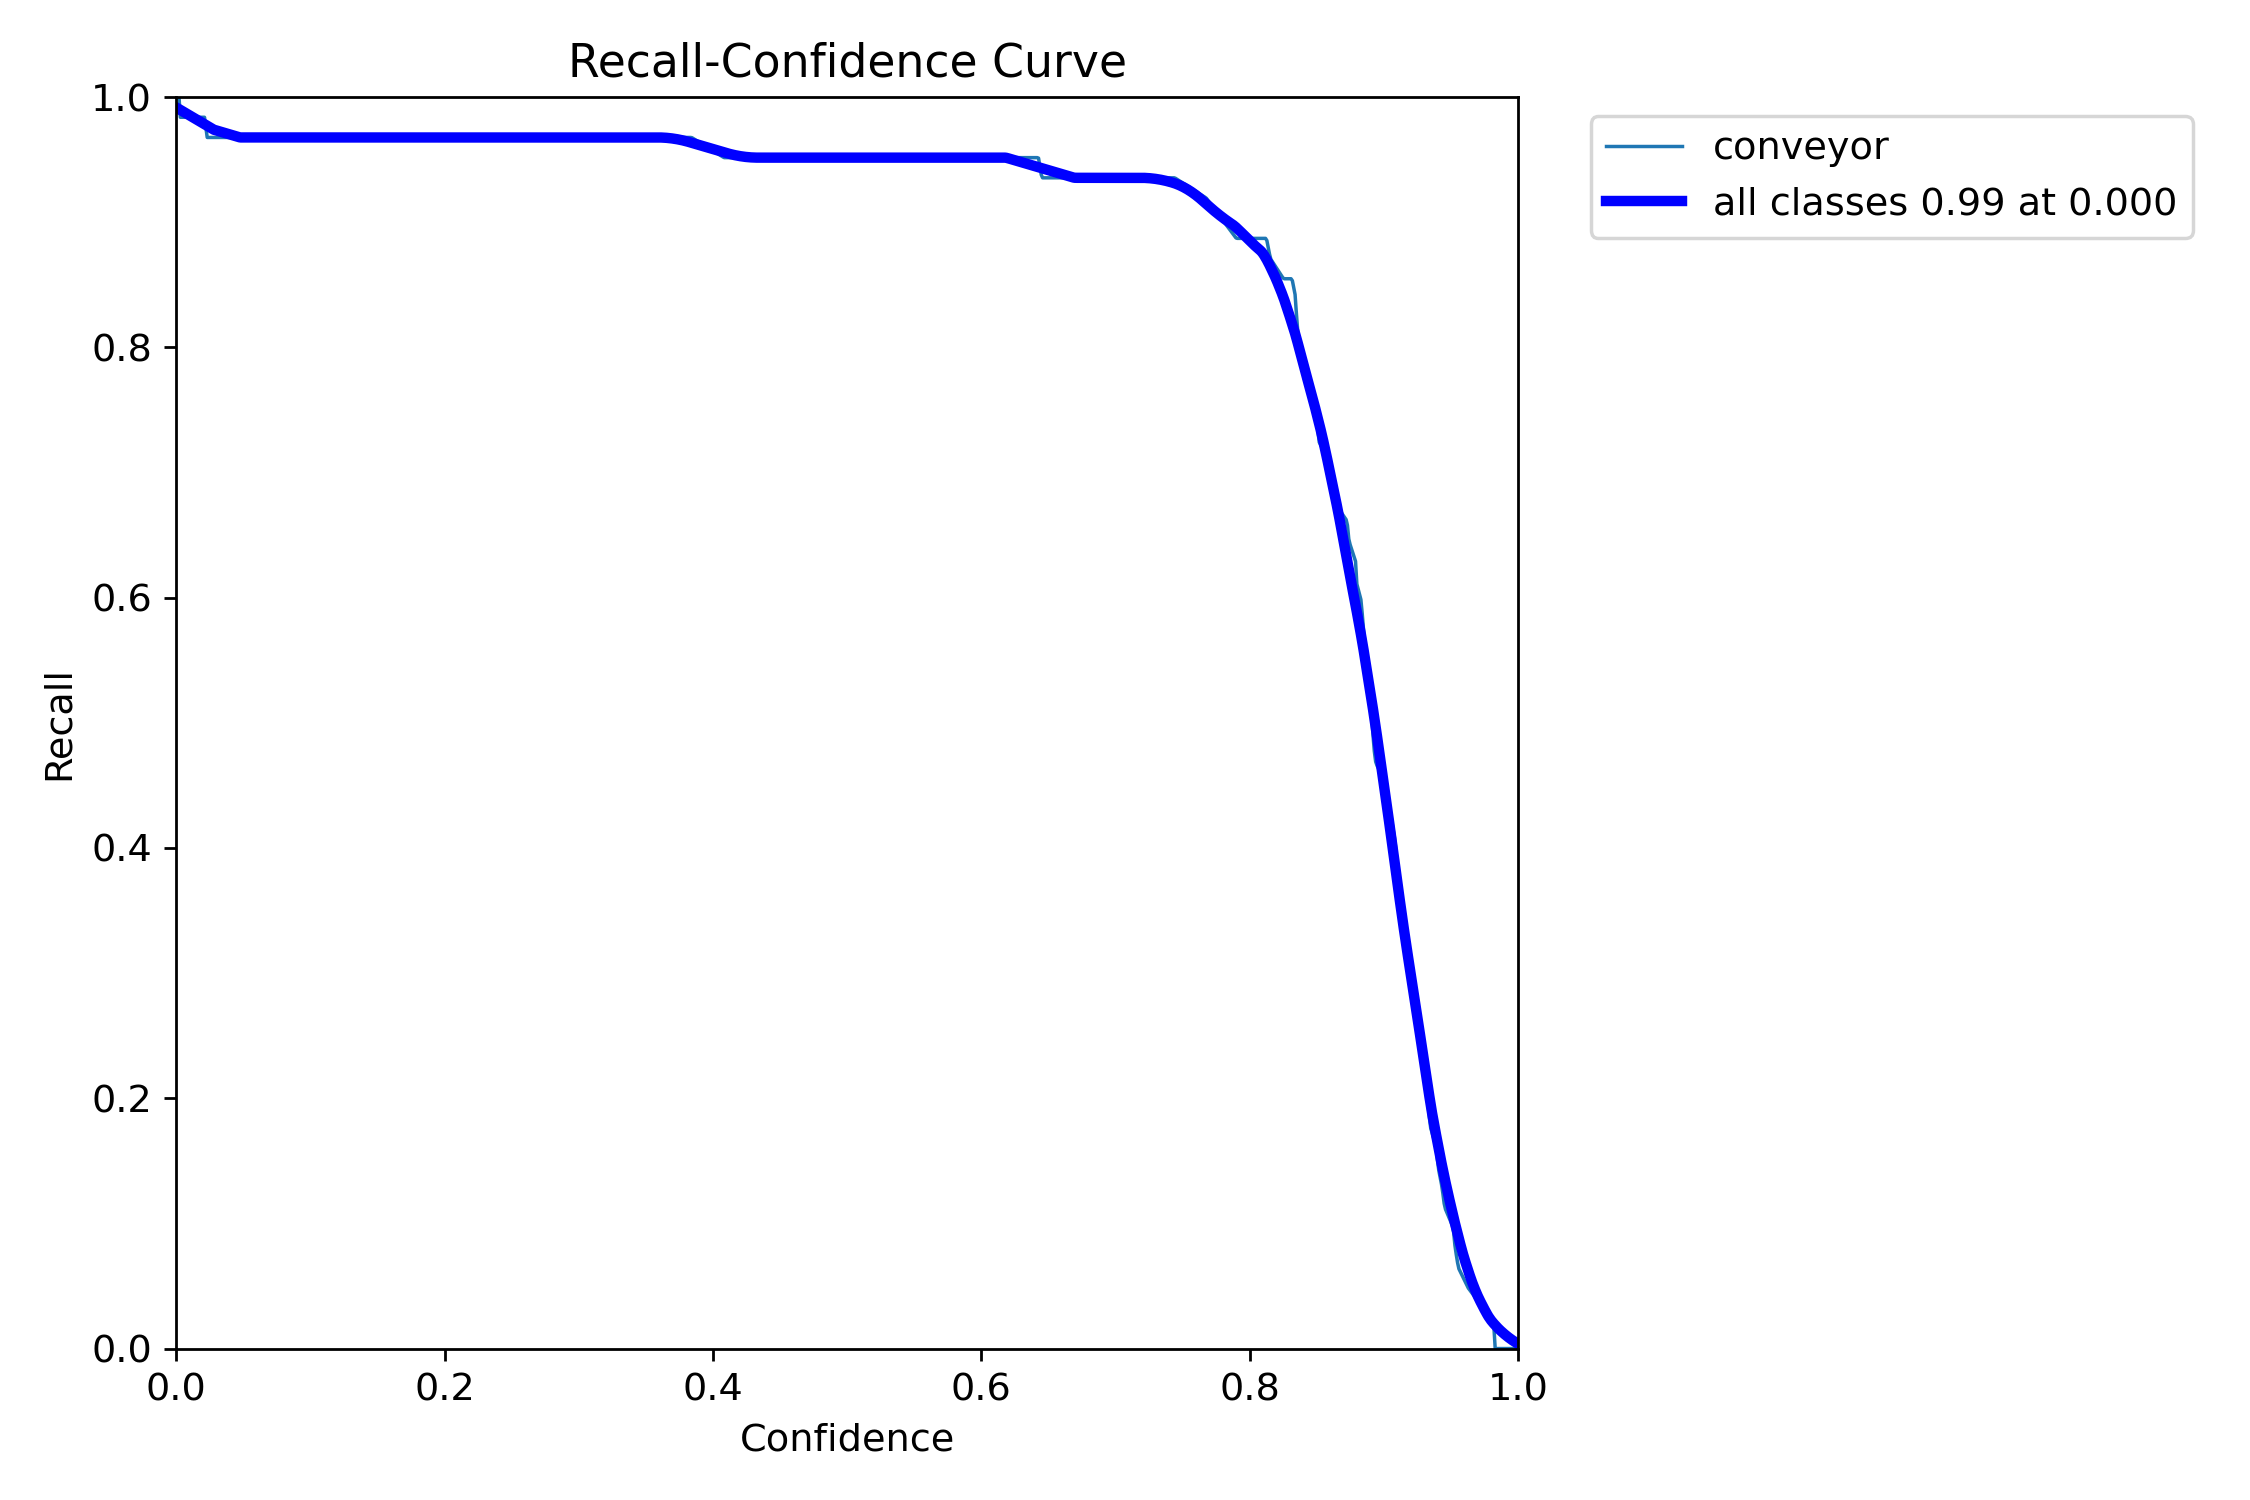 Recall-Confidence Curve
1.0
0.8
0.6
0.4
0.2
0.0
Recall
0.0 0.2 0.4 0.6 0.8 1.0
Confidence
conveyor
all classes 0.99 at 0.000